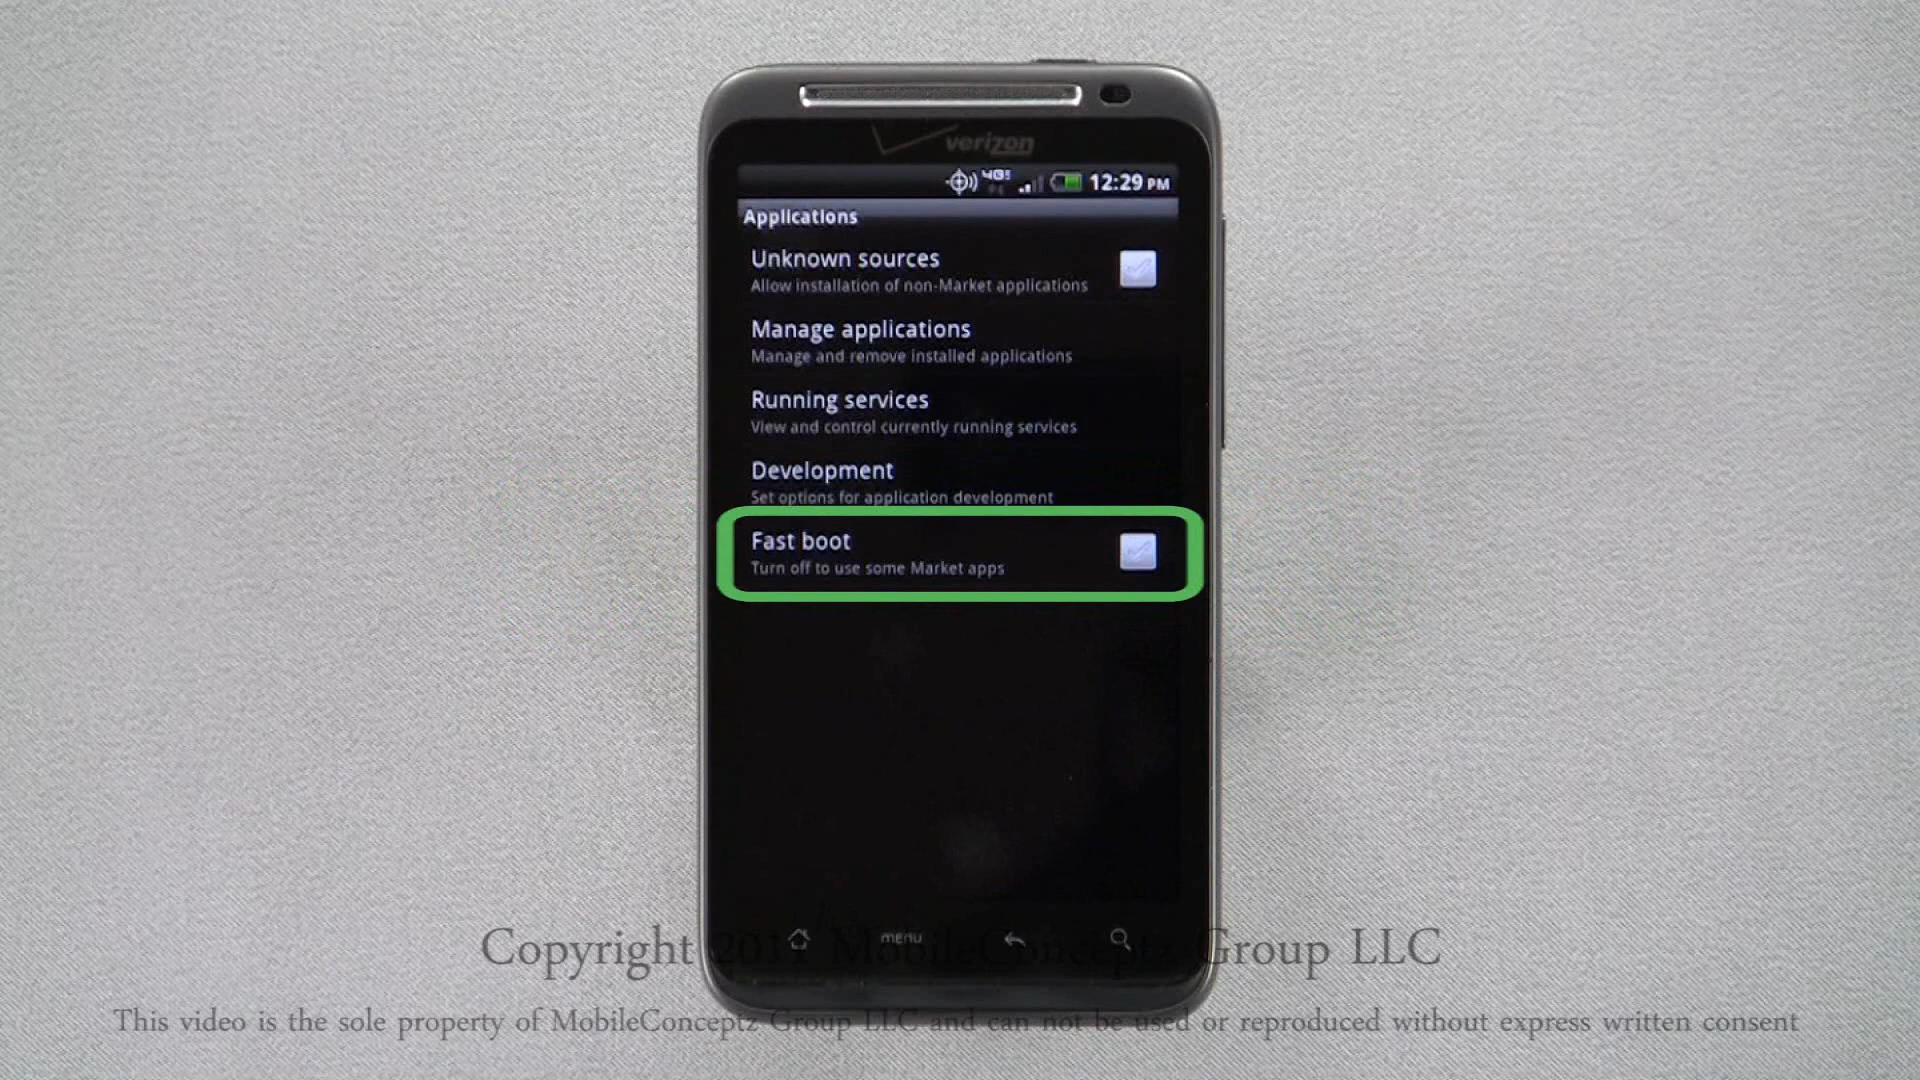 verizon
4G 12:29 PM
Applications
Unknown sources
Allow installation of non-Market applications
Manage applications
Manage and remove installed applications
Running services
View and control currently running services
Development
Set options for application development
Fast boot
Turn off to use some Market apps
menu
Copyright 2011 MobileConceptz Group LLC
This video is the sole property of MobileConceptz Group LLC and can not be used or reproduced without express written consent